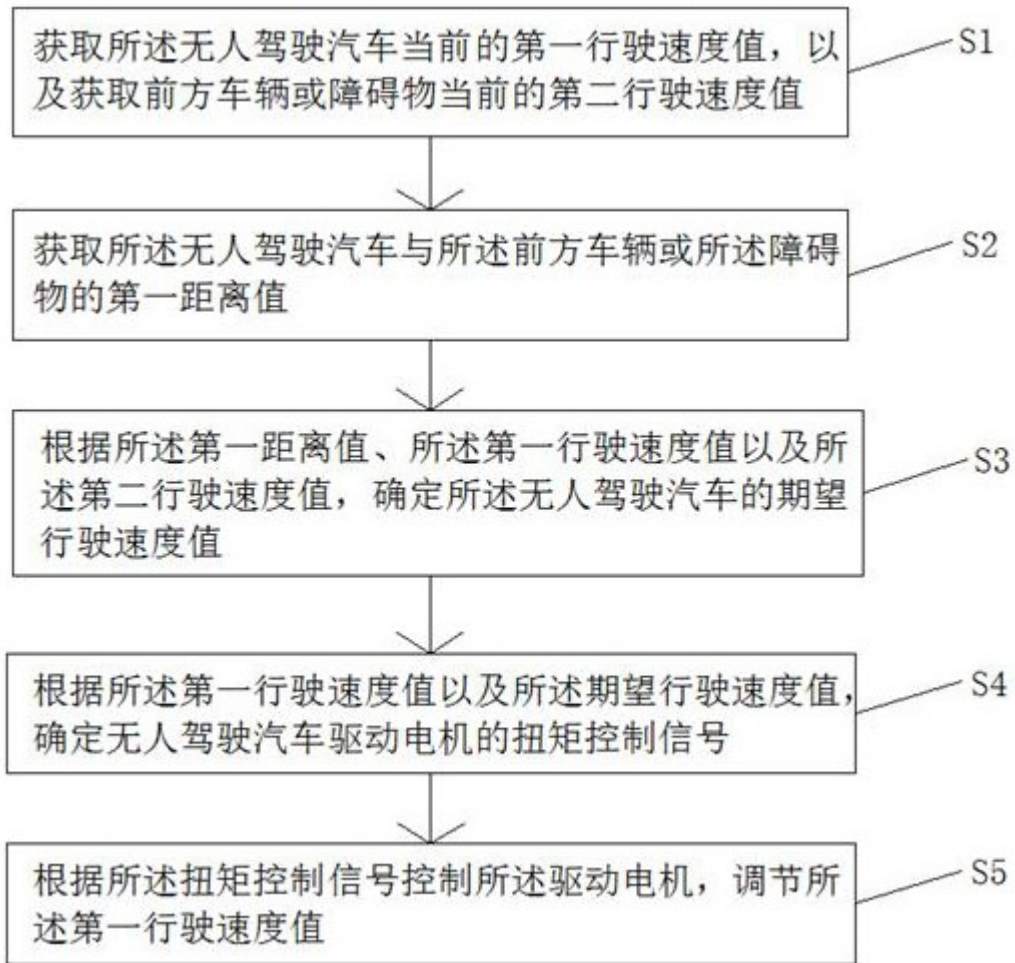 获取所述无人驾驶汽车当前的第一行驶速度值，以
及获取前方车辆或障碍物当前的第二行驶速度值
S1
获取所述无人驾驶汽车与所述前方车辆或所述障碍
物的第一距离值
S2
根据所述第一距离值、所述第一行驶速度值以及所
述第二行驶速度值，确定所述无人驾驶汽车的期望
行驶速度值
S3
根据所述第一行驶速度值以及所述期望行驶速度值，
确定无人驾驶汽车驱动电机的扭矩控制信号
S4
根据所述扭矩控制信号控制所述驱动电机，调节所
述第一行驶速度值
S5